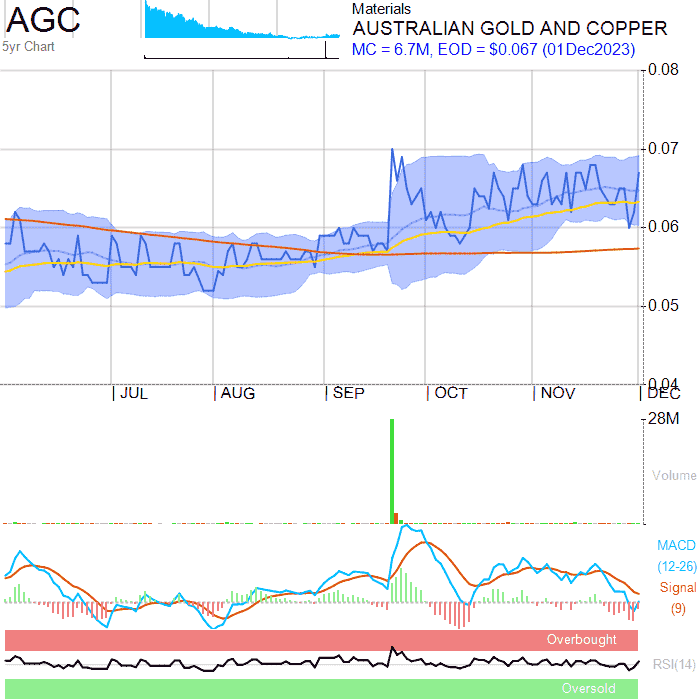 AGC
5yr Chart
Materials
AUSTRALIAN GOLD AND COPPER
MC = 6.7M, EOD = $0.067 (01Dec2023)
0.08
0.07
0.06
0.05
0.04
JUL
AUG
SEP
OCT
NOV
DEC
28M
Volume
MACD
(12-26)
Signal
(9)
Overbought
RSI(14)
Oversold